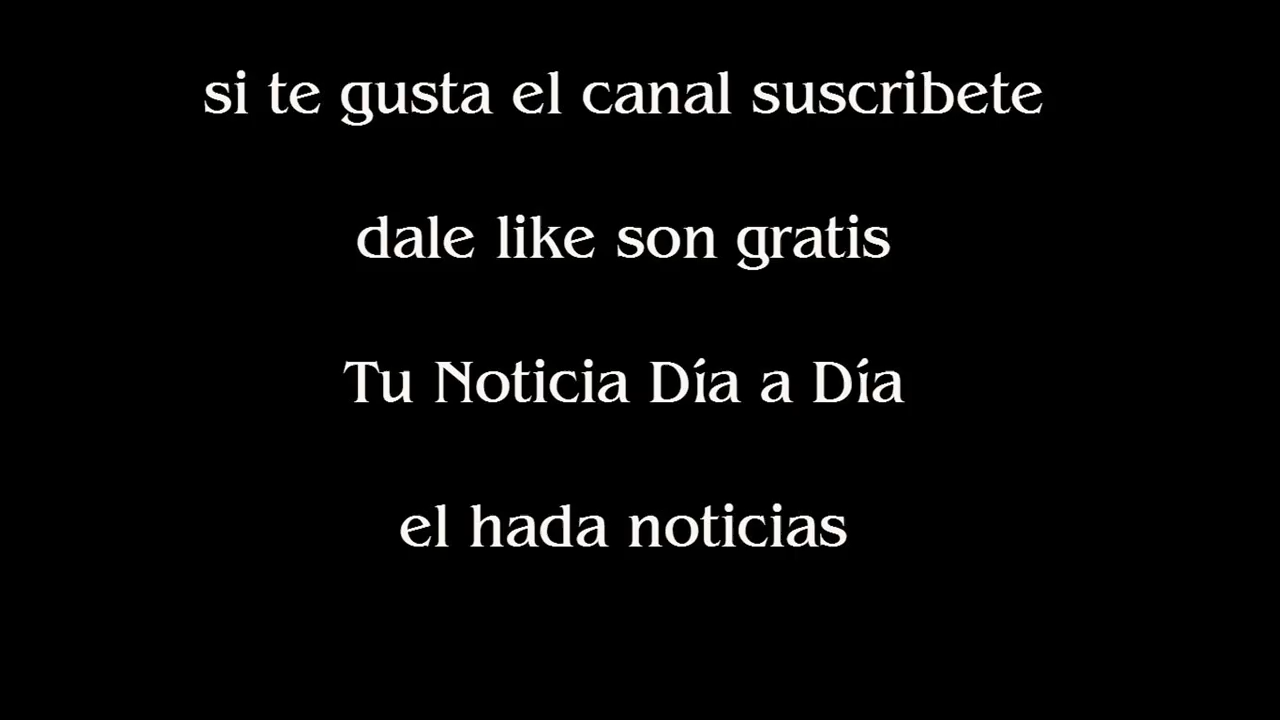 si te gusta el canal suscribete
dale like son gratis
Tu Noticia Día a Día
el hada noticias